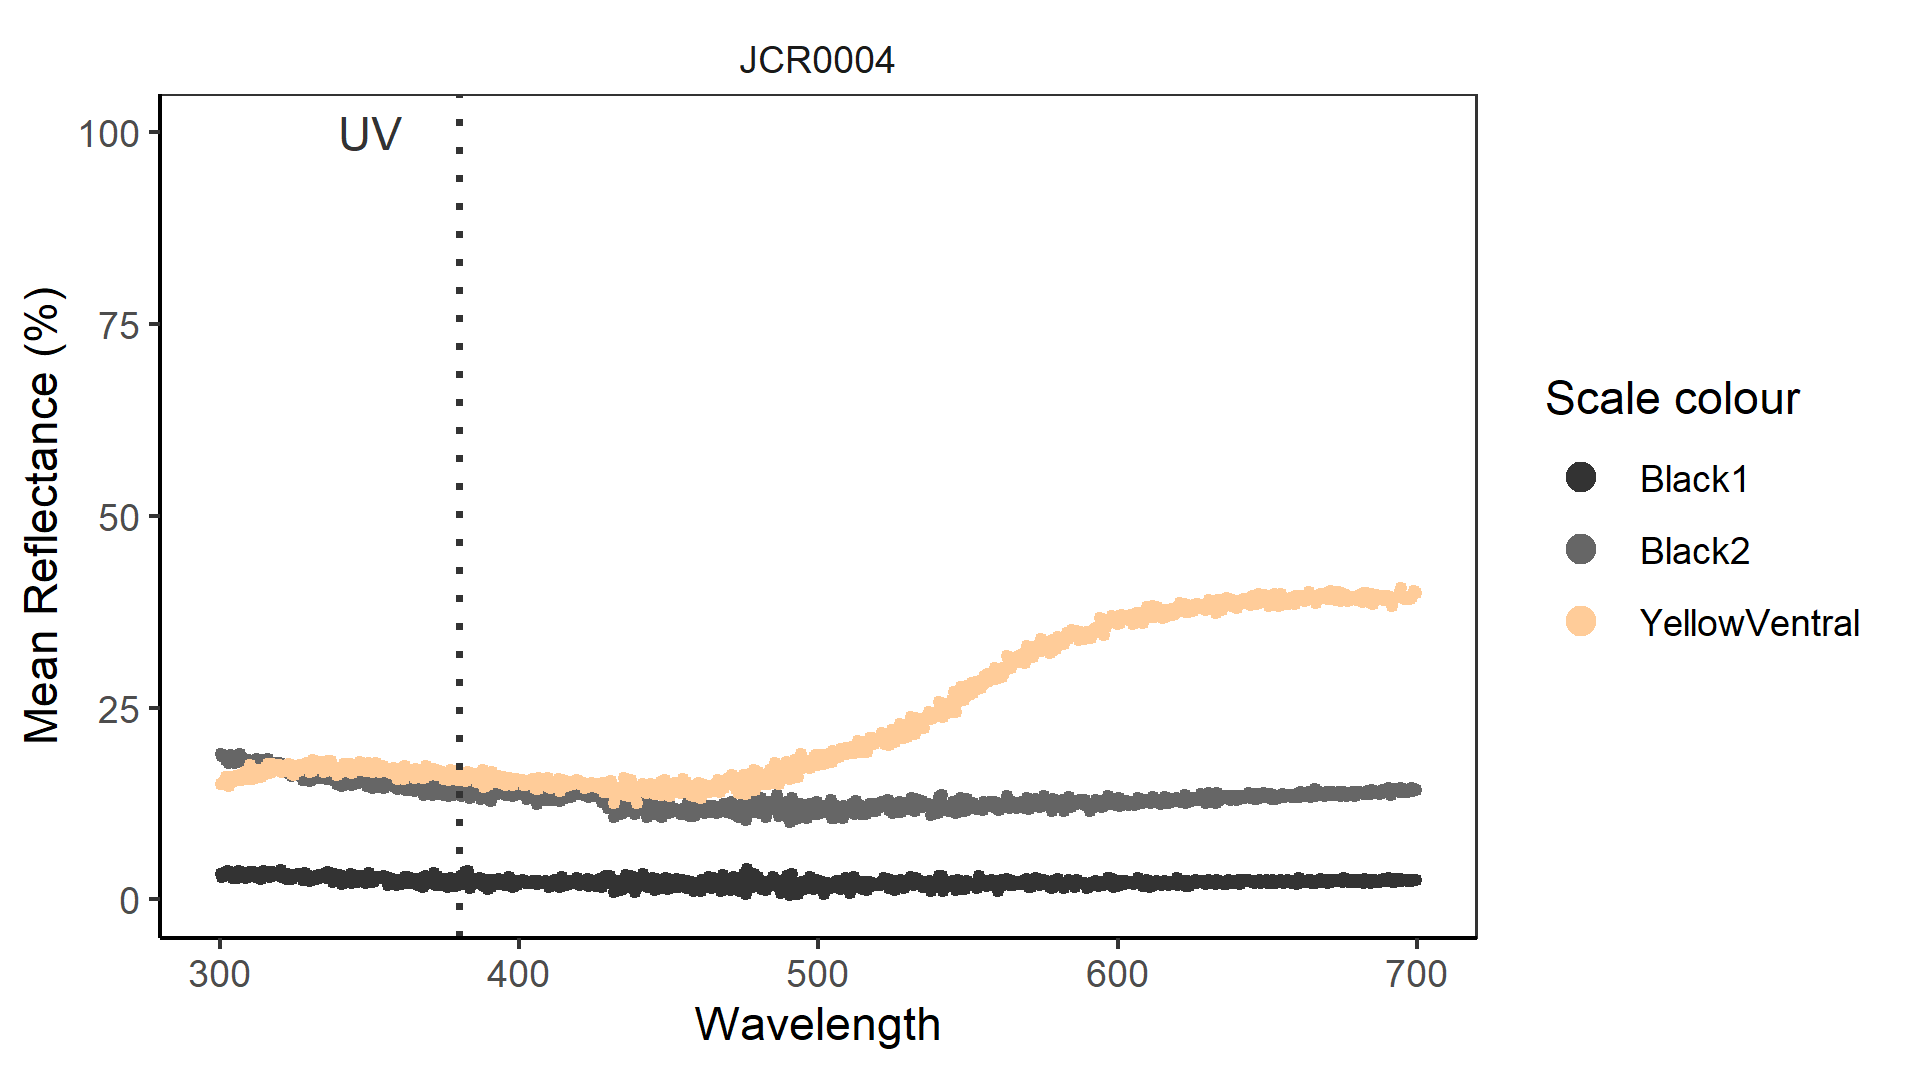 JCR0004
UV
100
75
50
25
0
Mean Reflectance (%)
300 400 500 600 700
Wavelength
Scale colour
Black1
Black2
YellowVentral